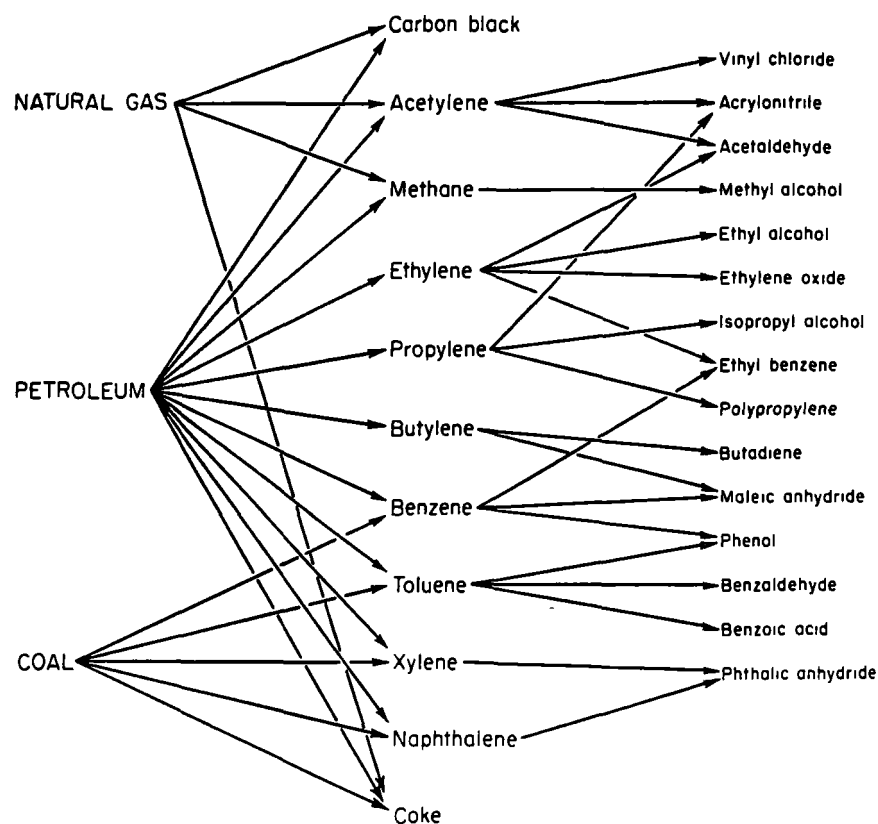 NATURAL GAS
PETROLEUM
COAL
Carbon black
Acetylene
Methane
Ethylene
Propylene
Butylene
Benzene
Toluene
Xylene
Naphthalene
Coke
Vinyl chloride
Acrylonitrile
Acetaldehyde
Methyl alcohol
Ethyl alcohol
Ethylene oxide
Isopropyl alcohol
Ethyl benzene
Polypropylene
Butadiene
Maleic anhydride
Phenol
Benzaldehyde
Benzoic acid
Phthalic anhydride